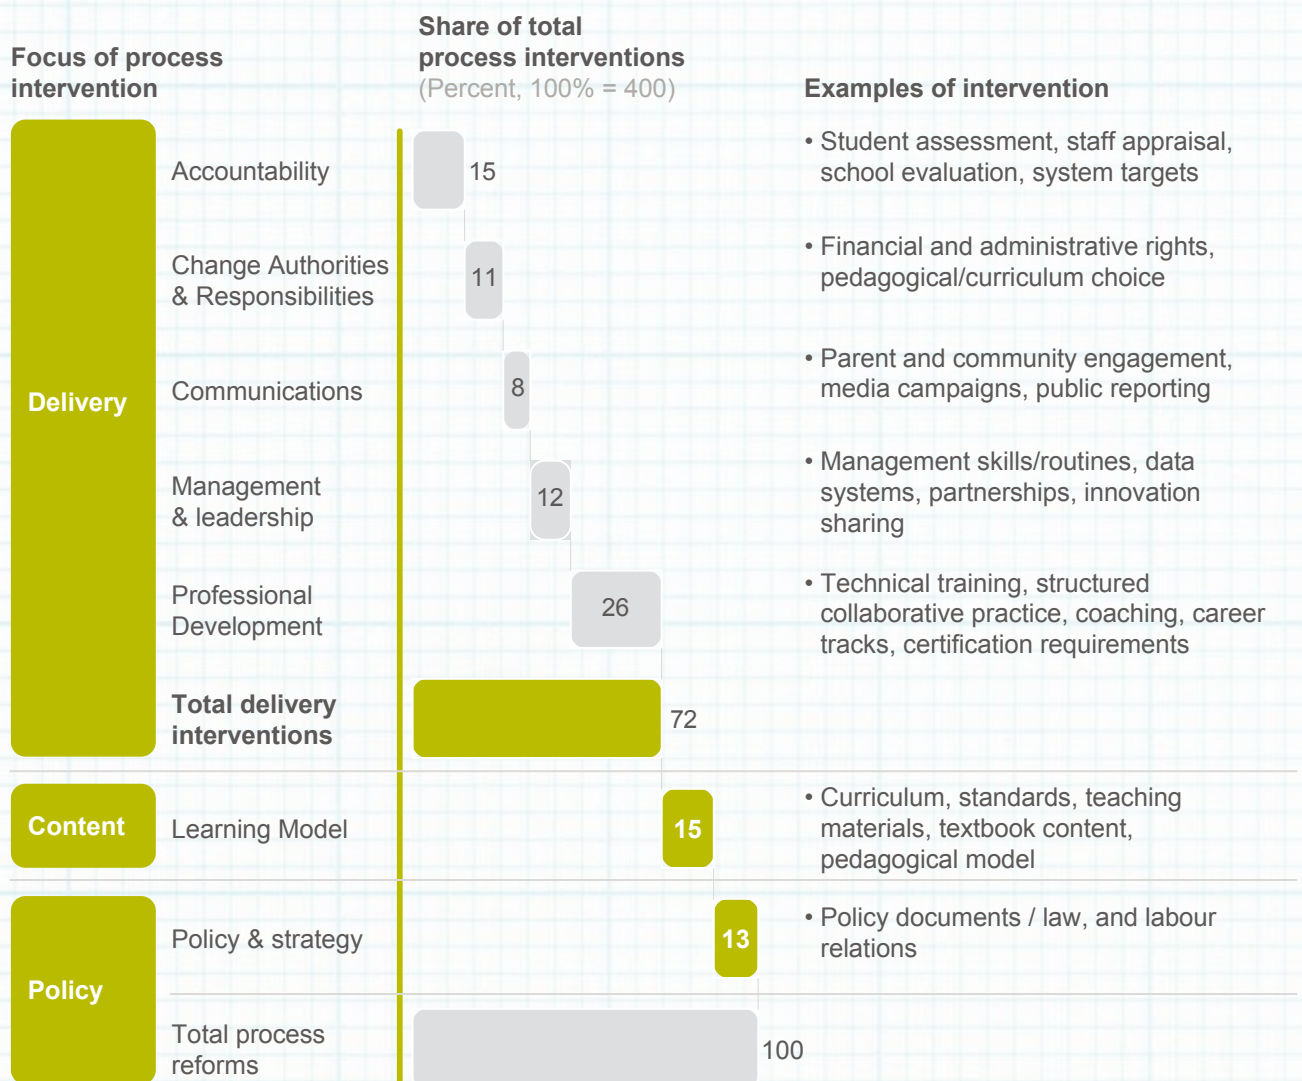 Focus of process
intervention
Share of total
process interventions
(Percent, 100% = 400)
Examples of intervention
Delivery
Accountability
15
• Student assessment, staff appraisal,
school evaluation, system targets
Change Authorities
& Responsibilities
11
• Financial and administrative rights,
pedagogical/curriculum choice
Communications
8
• Parent and community engagement,
media campaigns, public reporting
Management
& leadership
12
• Management skills/routines, data
systems, partnerships, innovation
sharing
Professional
Development
26
• Technical training, structured
collaborative practice, coaching, career
tracks, certification requirements
Total delivery
interventions
72
Content
Learning Model
15
• Curriculum, standards, teaching
materials, textbook content,
pedagogical model
Policy
Policy & strategy
13
• Policy documents / law, and labour
relations
Total process
reforms
100